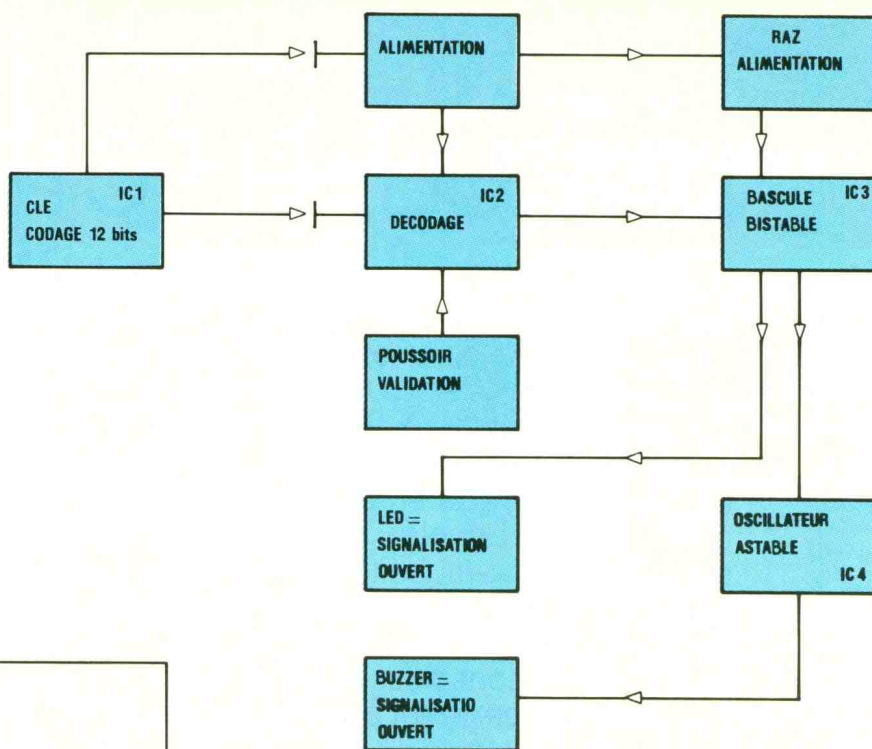 ALIMENTATION
RAZ
ALIMENTATION
IC1
CLE
CODAGE 12 bits
IC2
DECODAGE
IC3
BASCULE
BISTABLE
POUSSOIR
VALIDATION
LED =
SIGNALISATION
OUVERT
OSCILLATEUR
ASTABLE
IC4
BUZZER =
SIGNALISATIO
OUVERT